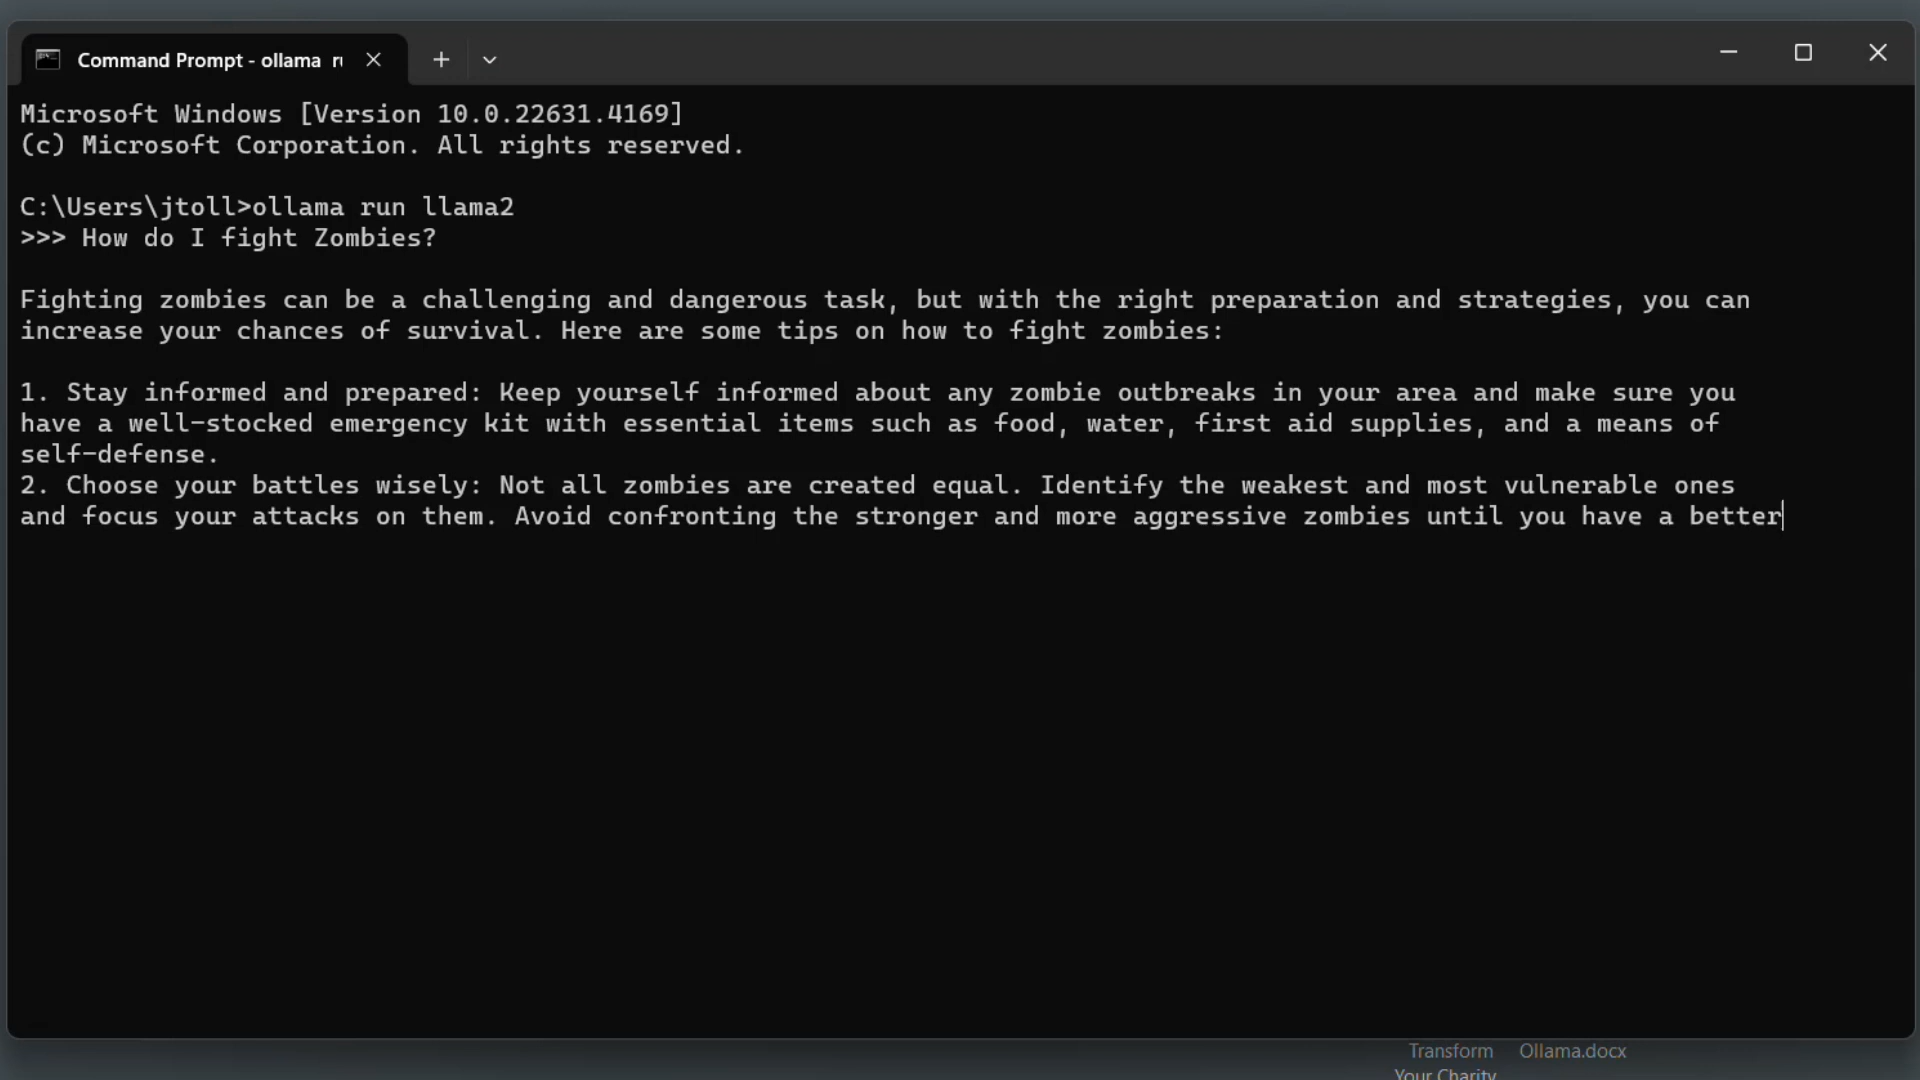 Command Prompt - ollama
Microsoft Windows [Version 10.0.22631.4169]
(c) Microsoft Corporation. All rights reserved.
C:\Users\jtoll>ollama run llama2
>>> How do I fight Zombies?
Fighting zombies can be a challenging and dangerous task, but with the right preparation and strategies, you can
increase your chances of survival. Here are some tips on how to fight zombies:
1. Stay informed and prepared: Keep yourself informed about any zombie outbreaks in your area and make sure you
have a well-stocked emergency kit with essential items such as food, water, first aid supplies, and a means of
self-defense.
2. Choose your battles wisely: Not all zombies are created equal. Identify the weakest and most vulnerable ones
and focus your attacks on them. Avoid confronting the stronger and more aggressive zombies until you have a better
Transform Ollama.docx
Your Charity